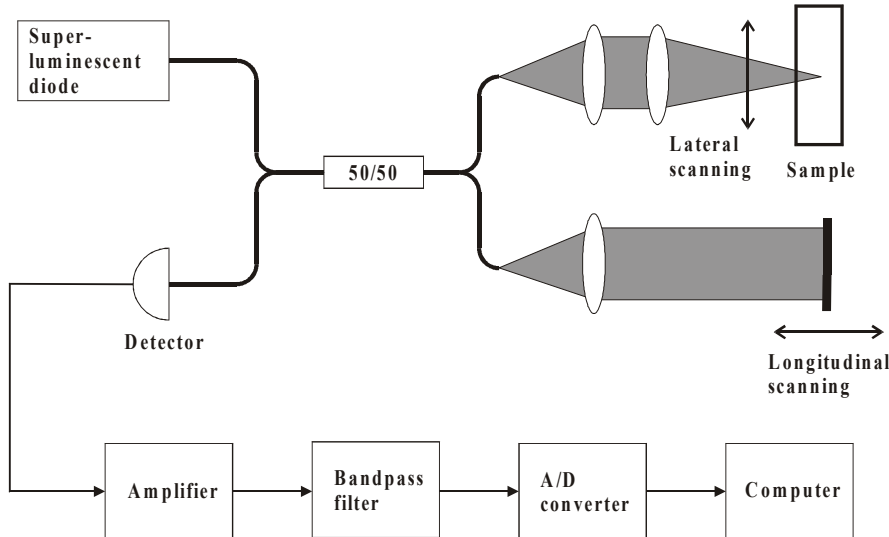 Super-
luminescent
diode
50/50
Lateral
scanning
Sample
Detector
Longitudinal
scanning
Amplifier
Bandpass
filter
A/D
converter
Computer